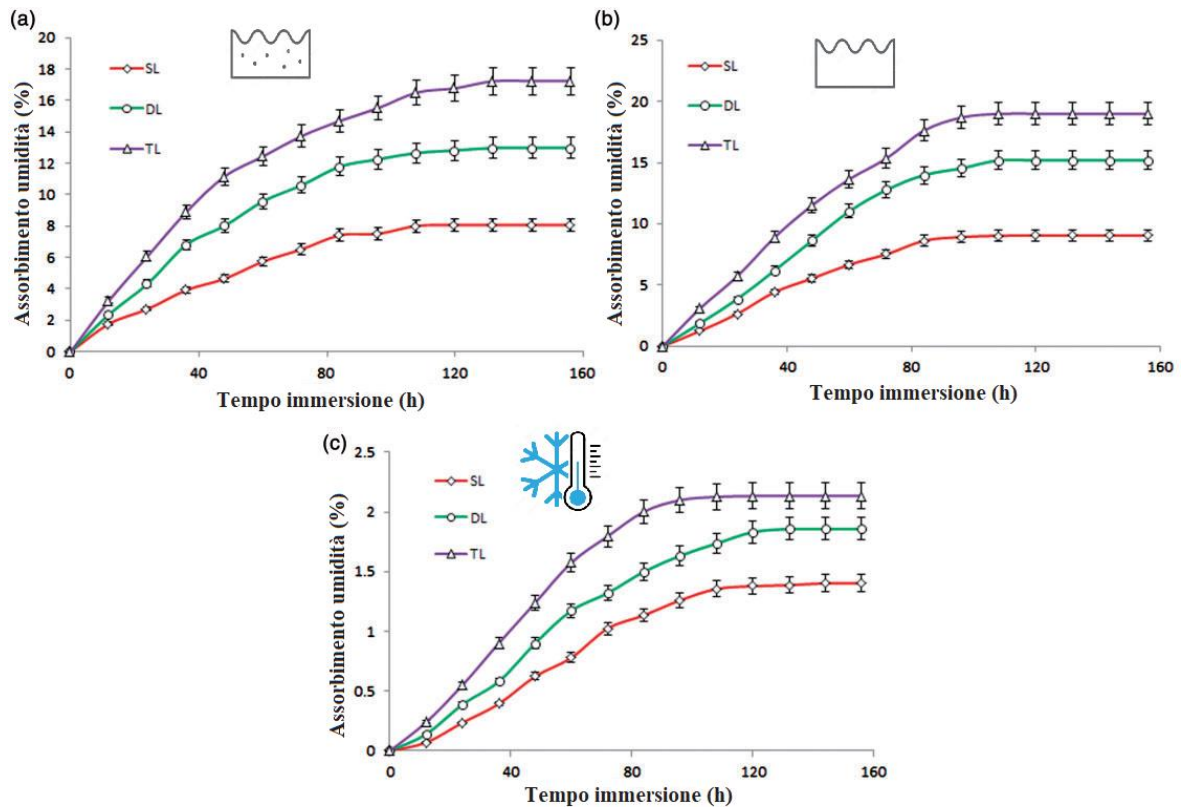 (a)
20
18
16
14
12
10
8
6
4
2
0
Assorbimento umidità (%)
SL
DL
TL
0 40 80 120 160
Tempo immersione (h)
(b)
25
20
15
10
5
0
Assorbimento umidità (%)
SL
DL
TL
0 40 80 120 160
Tempo immersione (h)
(c)
2.5
2
1.5
1
0.5
0
Assorbimento umidità (%)
SL
DL
TL
0 40 80 120 160
Tempo immersione (h)